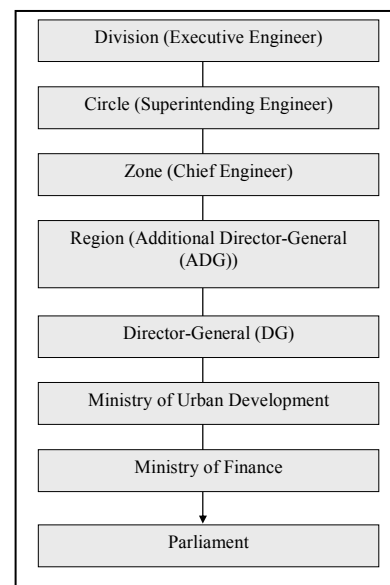 Division (Executive Engineer)
Circle (Superintending Engineer)
Zone (Chief Engineer)
Region (Additional Director-General
(ADG))
Director-General (DG)
Ministry of Urban Development
Ministry of Finance
Parliament